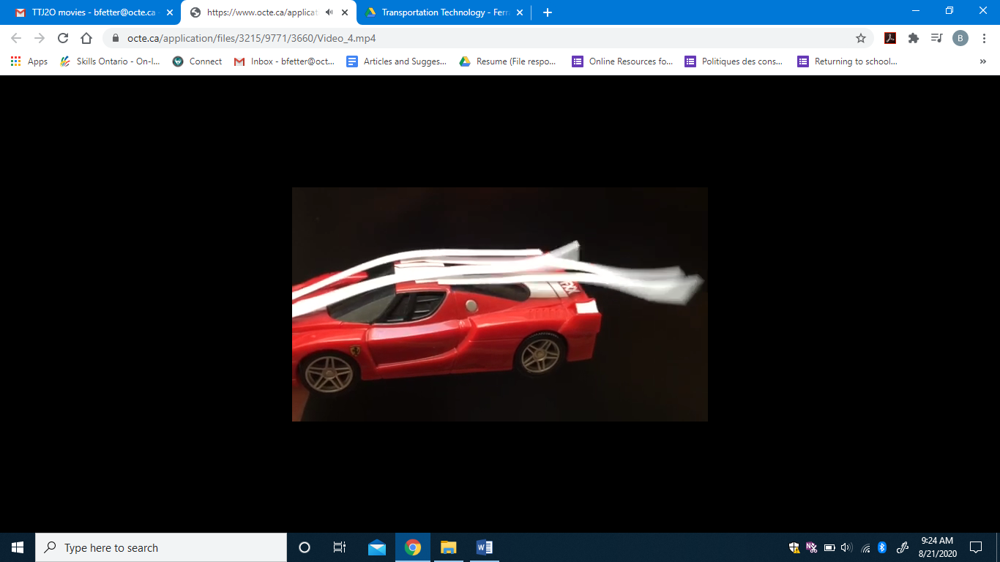 TTJ2O movies - bfetter@octe.ca
https://www.octe.ca/applicat
Transportation Technology - Ferr
octe.ca/application/files/3215/9771/3660/Video_4.mp4
B
Apps
Skills Ontario - On-l...
Connect
Inbox - bfetter@oct...
Articles and Sugges...
Resume (File respo...
Online Resources fo...
Politiques des cons...
Returning to school...
FXX
Type here to search
9:24 AM
8/21/2020